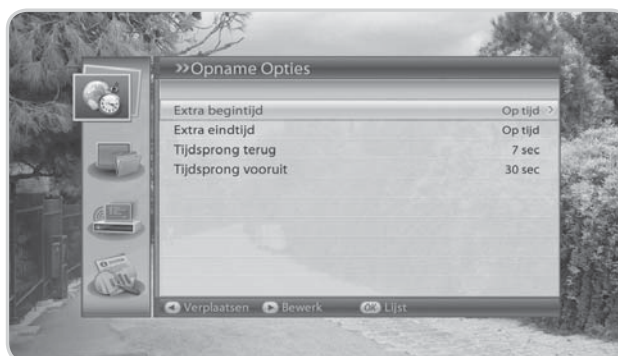 >>Opname Opties
Extra begintijd Op tijd >
Extra eindtijd Op tijd
Tijdsprong terug 7 sec
Tijdsprong vooruit 30 sec
Verplaatsen Bewerk OK Lijst